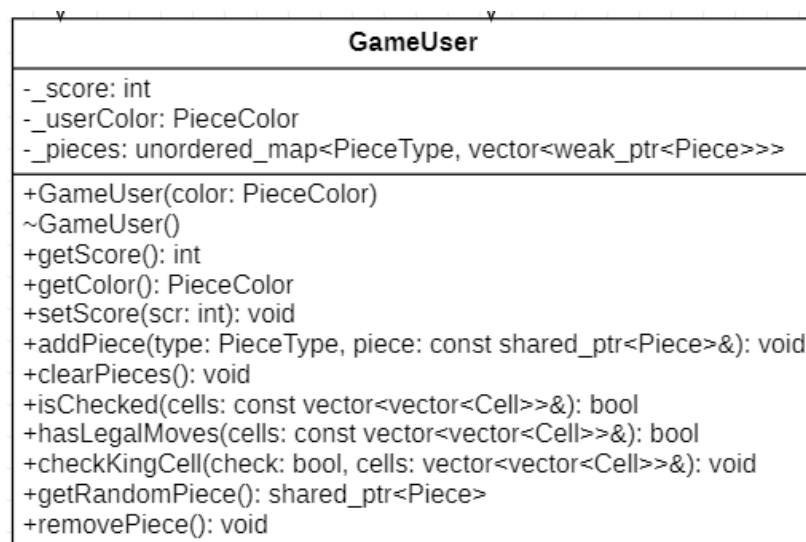 GameUser
-_score: int
-_userColor: PieceColor
-_pieces: unordered_map<PieceType, vector<weak_ptr<Piece>>>
+GameUser(color: PieceColor)
~GameUser()
+getScore(): int
+getColor(): PieceColor
+setScore(scr: int): void
+addPiece(type: PieceType, piece: const shared_ptr<Piece>&): void
+clearPieces(): void
+isChecked(cells: const vector<vector<Cell>>&): bool
+hasLegalMoves(cells: const vector<vector<Cell>>&): bool
+checkKingCell(check: bool, cells: vector<vector<Cell>>&): void
+getRandomPiece(): shared_ptr<Piece>
+removePiece(): void